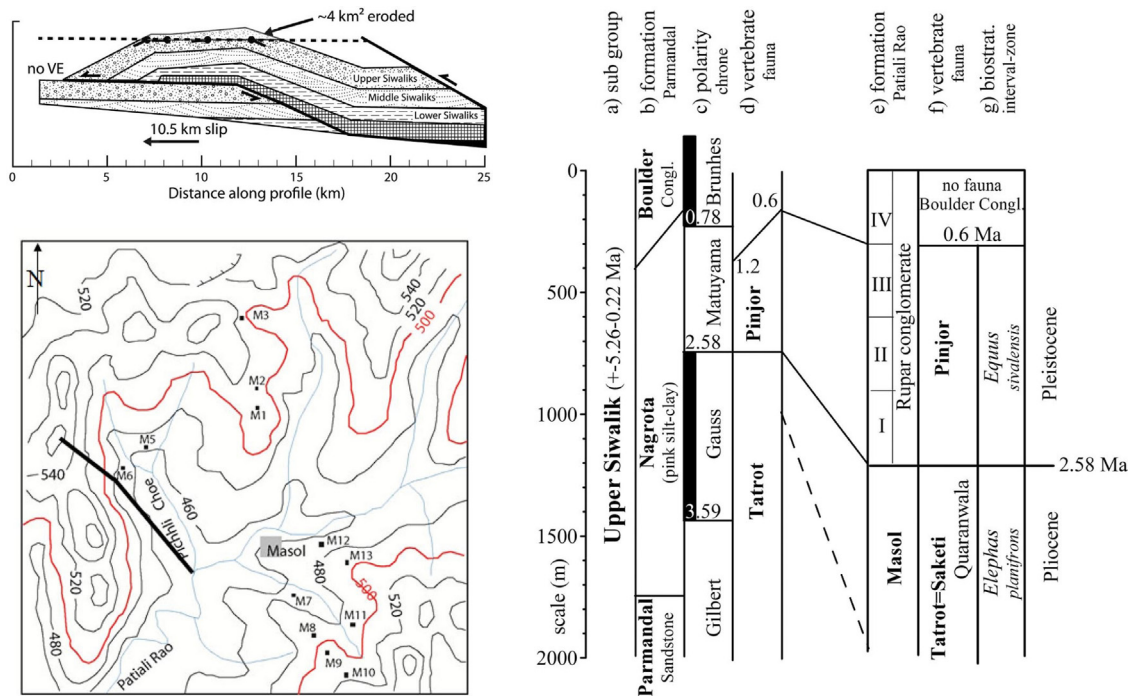 ~4 km² eroded
no VE
Upper Siwaliks
Middle Siwaliks
Lower Siwaliks
10.5 km slip
0 5 10 15 20 25
Distance along profile (km)
N
520
540
520
500
480
M3
M2
M1
M5
M6
540
Pichhli Choe
460
Masol
M12
M13
480
500
520
M7
M11
M8
M9
M10
520
480
Patiali Rao
a) sub group
b) formation
Parmandal
c) polarity
chrone
d) vertebrate
fauna
e) formation
Patiali Rao
f) vertebrate
fauna
g) biostrat.
interval-zone
0
500
1000
1500
2000
scale (m)
Upper Siwalik (+-5.26-0.22 Ma)
Boulder
Congl.
Nagrota
(pink silt-clay)
Parmandal
Sandstone
Brunhes
0.78
Matuyama
2.58
Gauss
3.59
Gilbert
0.6
1.2
Pinjor
Tatrot
IV
III
II
I
Rupar conglomerate
Masol
no fauna
Boulder Congl.
0.6 Ma
Pinjor
Equus
sivalensis
Tatrot=Saketi
Quaranwala
Elephas
planifrons
Pleistocene
2.58 Ma
Pliocene